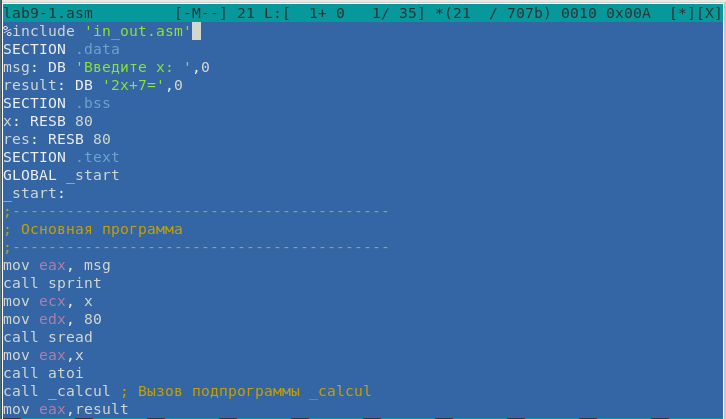 lab9-1.asm [-M--] 21 L:[ 1+ 0 1/ 35] *(21 / 707b) 0010 0x00A [*][X]
%include 'in_out.asm'
SECTION .data
msg: DB 'Введите x: ',0
result: DB '2x+7=',0
SECTION .bss
x: RESB 80
res: RESB 80
SECTION .text
GLOBAL _start
_start:
;------------------------------------------
; Основная программа
;------------------------------------------
mov eax, msg
call sprint
mov ecx, x
mov edx, 80
call sread
mov eax,x
call atoi
call _calcul ; Вызов подпрограммы _calcul
mov eax,result